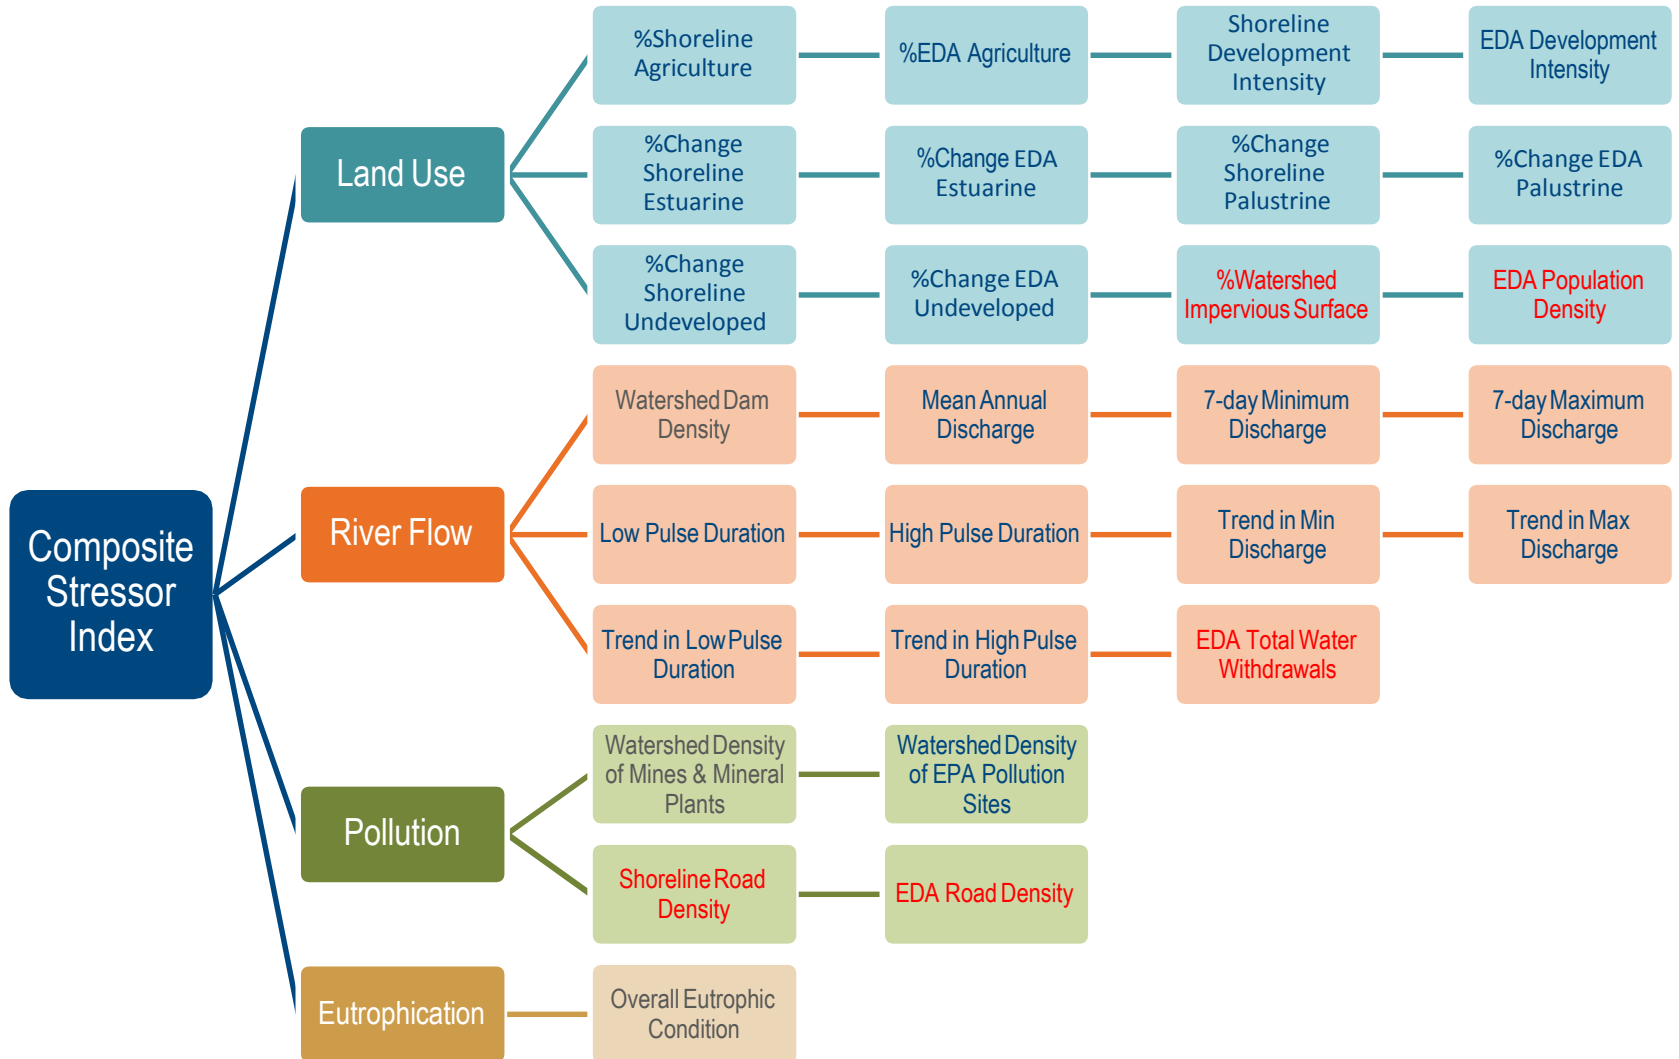 Composite
Stressor
Index
Land Use
%Shoreline
Agriculture
%EDA Agriculture
Shoreline
Development
Intensity
EDA Development
Intensity
%Change
Shoreline
Estuarine
%Change EDA
Estuarine
%Change
Shoreline
Palustrine
%Change EDA
Palustrine
%Change
Shoreline
Undeveloped
%Change EDA
Undeveloped
%Watershed
Impervious Surface
EDA Population
Density
River Flow
Watershed Dam
Density
Mean Annual
Discharge
7-day Minimum
Discharge
7-day Maximum
Discharge
Low Pulse Duration
High Pulse Duration
Trend in Min
Discharge
Trend in Max
Discharge
Trend in Low Pulse
Duration
Trend in High Pulse
Duration
EDA Total Water
Withdrawals
Pollution
Watershed Density
of Mines & Mineral
Plants
Watershed Density
of EPA Pollution
Sites
Shoreline Road
Density
EDA Road Density
Eutrophication
Overall Eutrophic
Condition